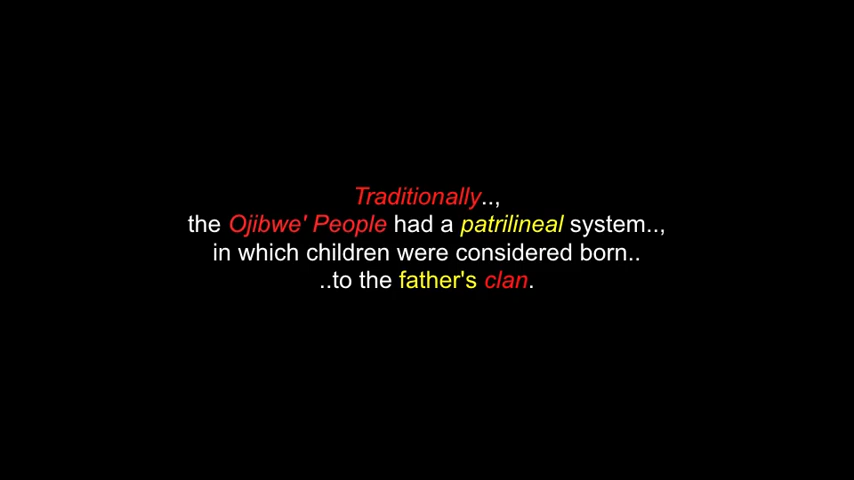 Traditionally..,
the Ojibwe' People had a patrilineal system..,
in which children were considered born..
..to the father's clan.